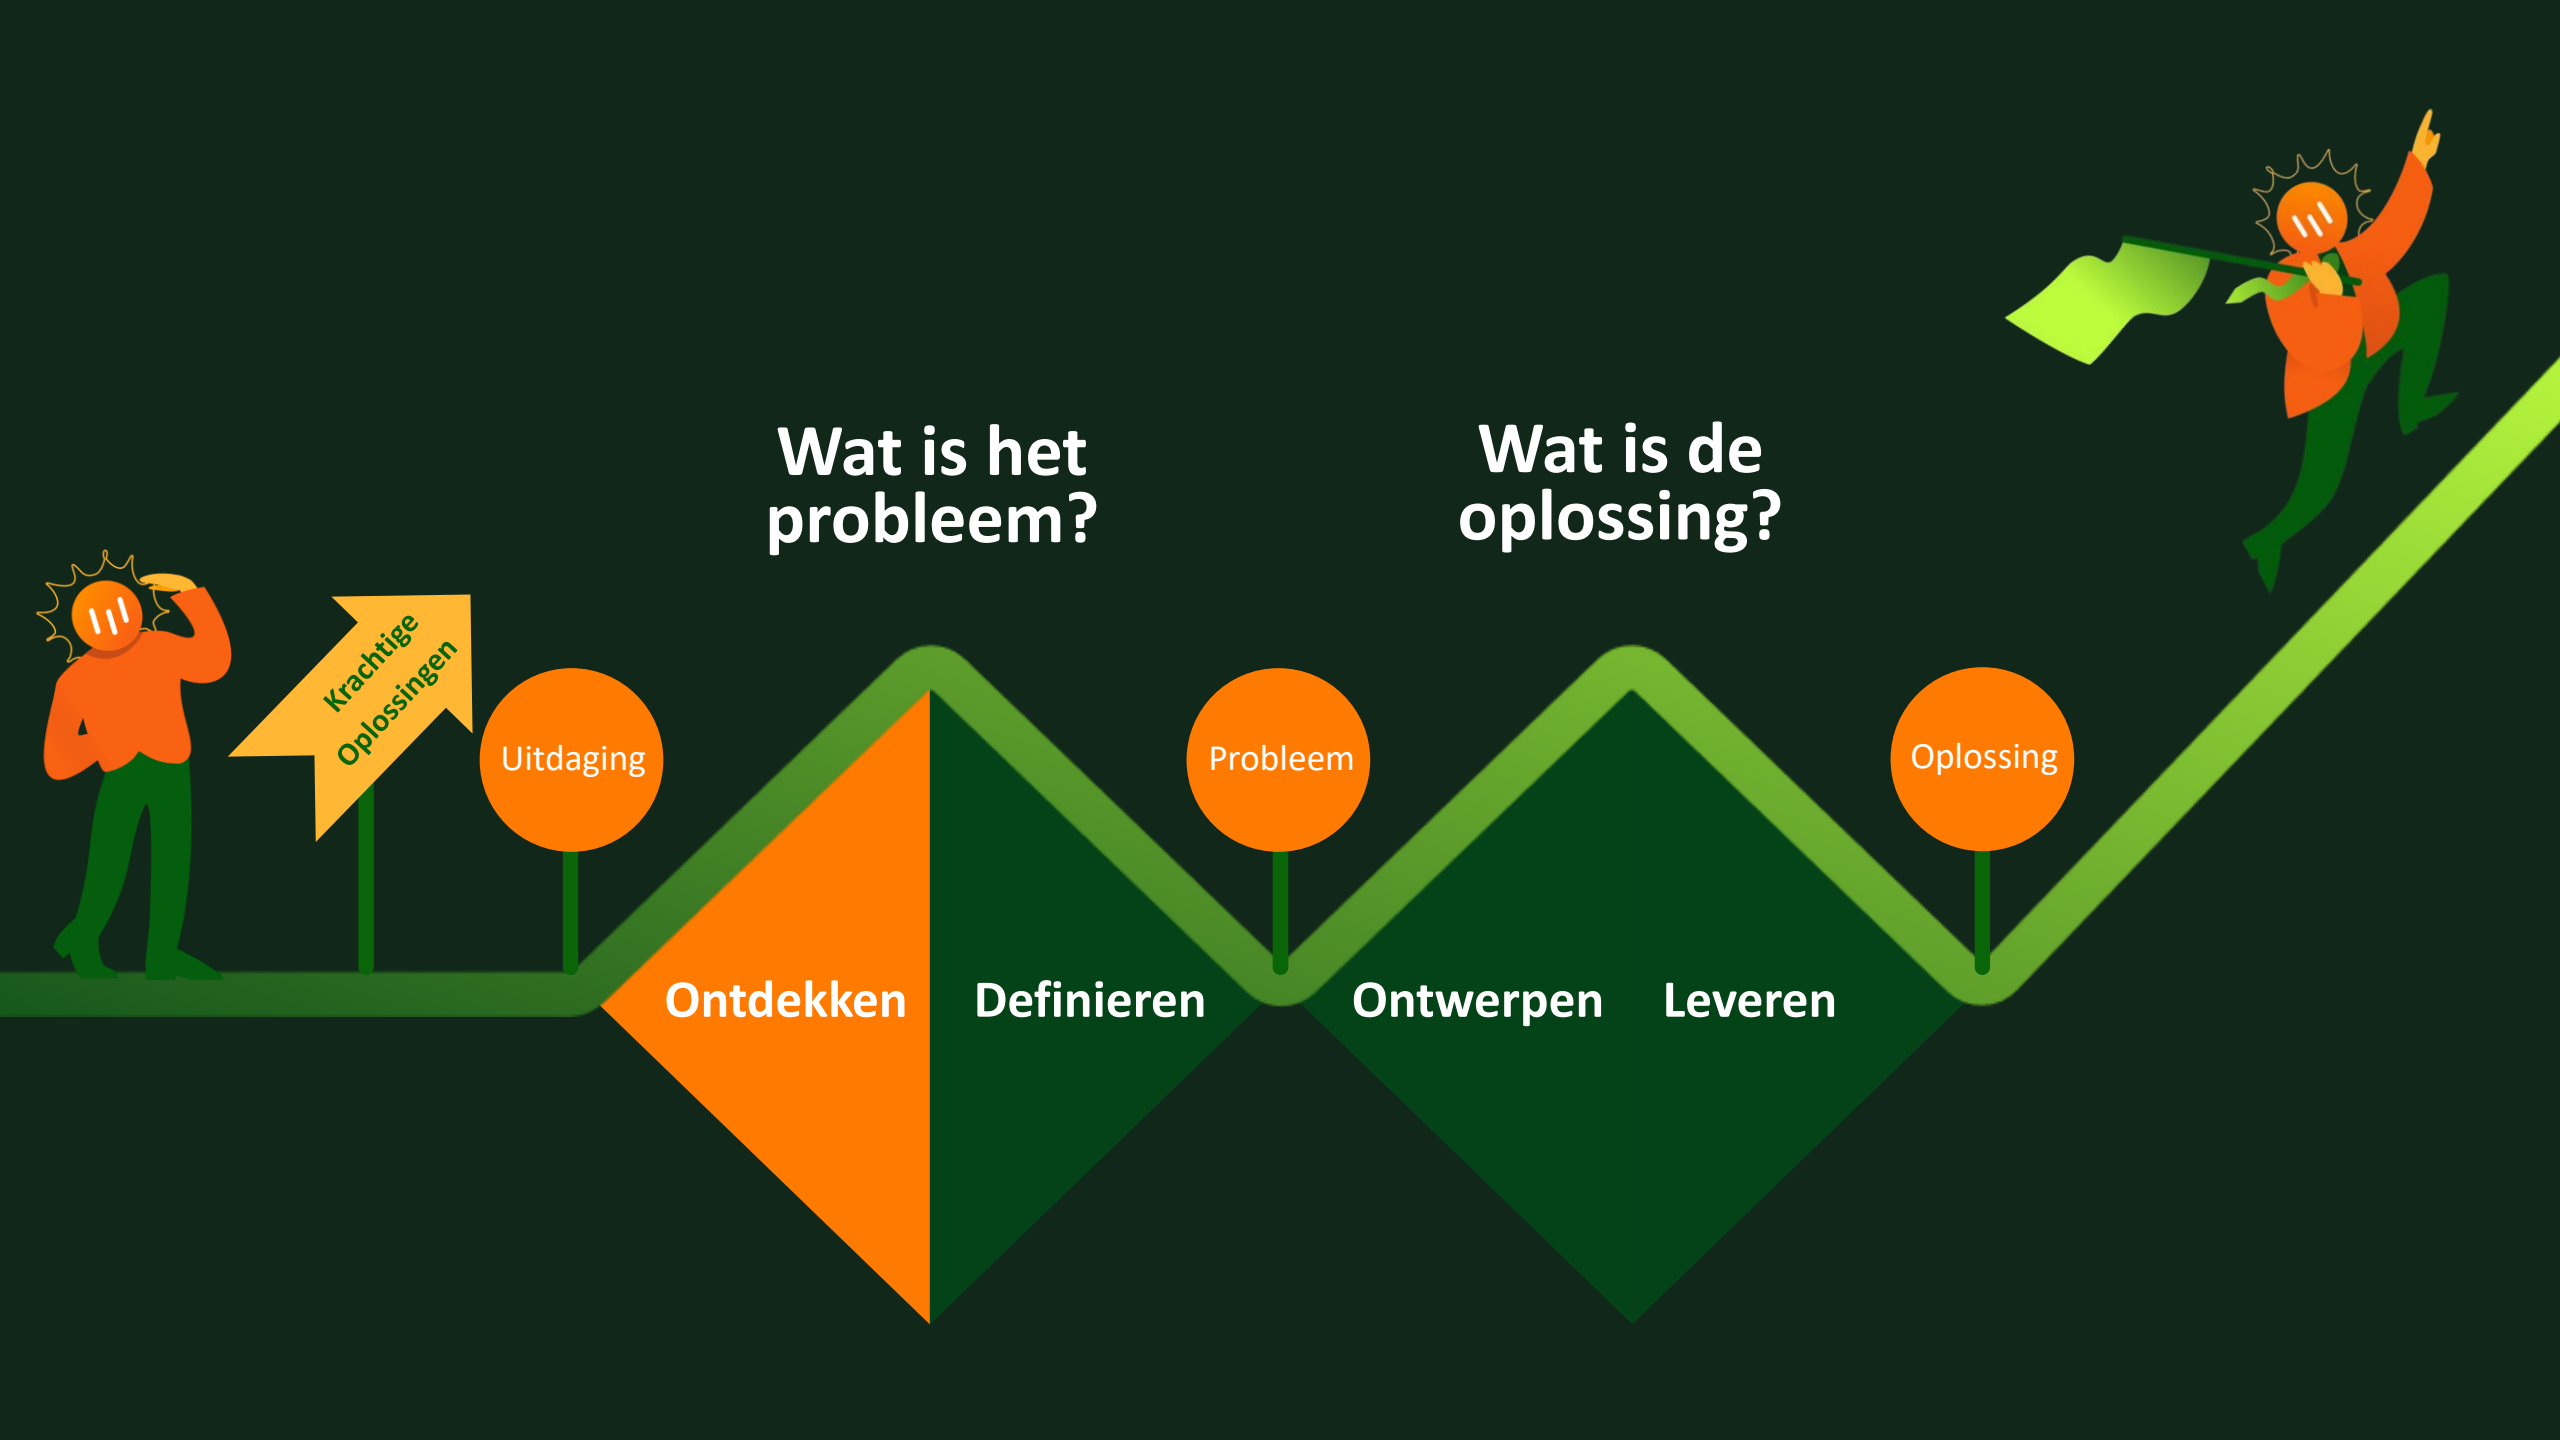 Wat is het
probleem?
Wat is de
oplossing?
Krachtige
Oplossingen
Uitdaging
Probleem
Oplossing
Ontdekken
Definieren
Ontwerpen
Leveren